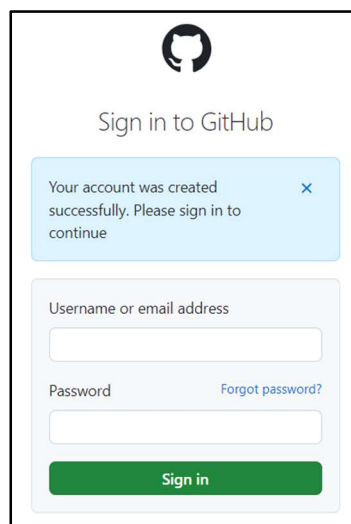 Sign in to GitHub
Your account was created
successfully. Please sign in to
continue
Username or email address
Password Forgot password?
Sign in